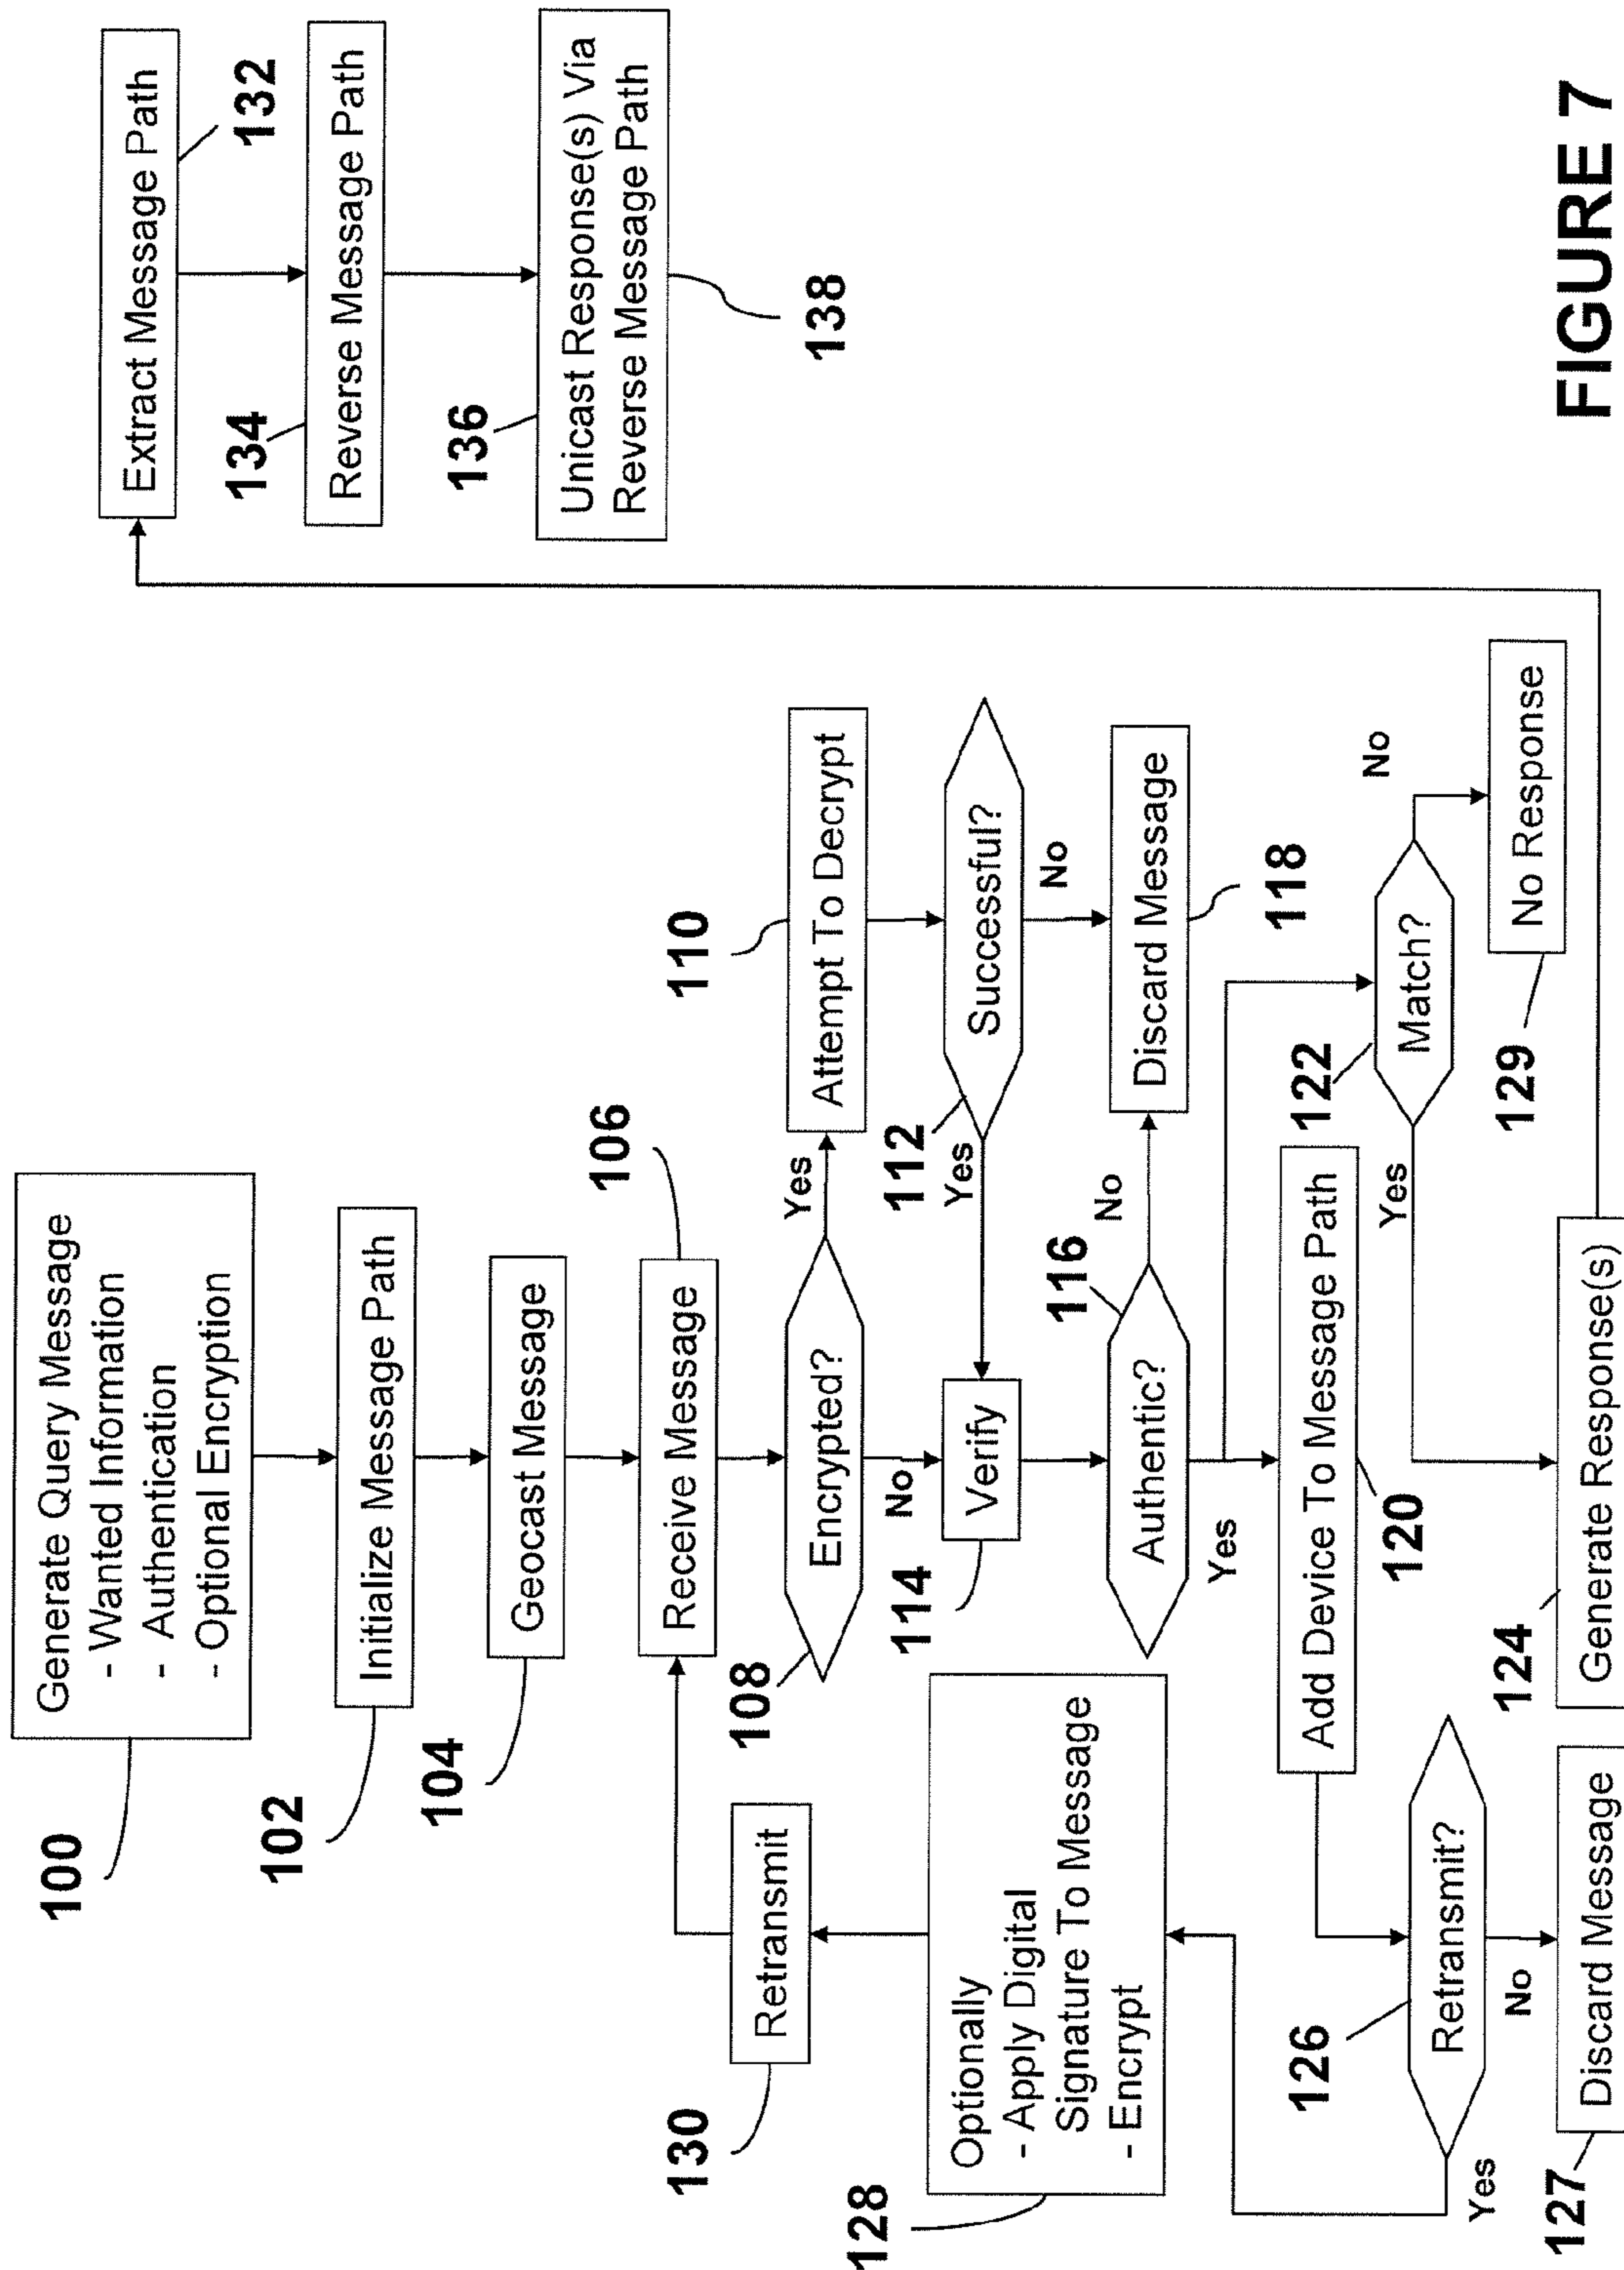 100
Generate Query Message
- Wanted Information
- Authentication
- Optional Encryption
102
Initialize Message Path
104
Geocast Message
106
Receive Message
130
Retransmit
108
Encrypted?
Yes
No
110
Attempt To Decrypt
112
Successful?
Yes
No
114
Verify
128
Optionally
- Apply Digital
Signature To Message
- Encrypt
116
Authentic?
No
Yes
Discard Message
118
120
Add Device To Message Path
122
Match?
No
Yes
126
Retransmit?
Yes
No
129
No Response
127
Discard Message
124
Generate Response(s)
Extract Message Path
132
134
Reverse Message Path
136
Unicast Response(s) Via
Reverse Message Path
138
FIGURE 7